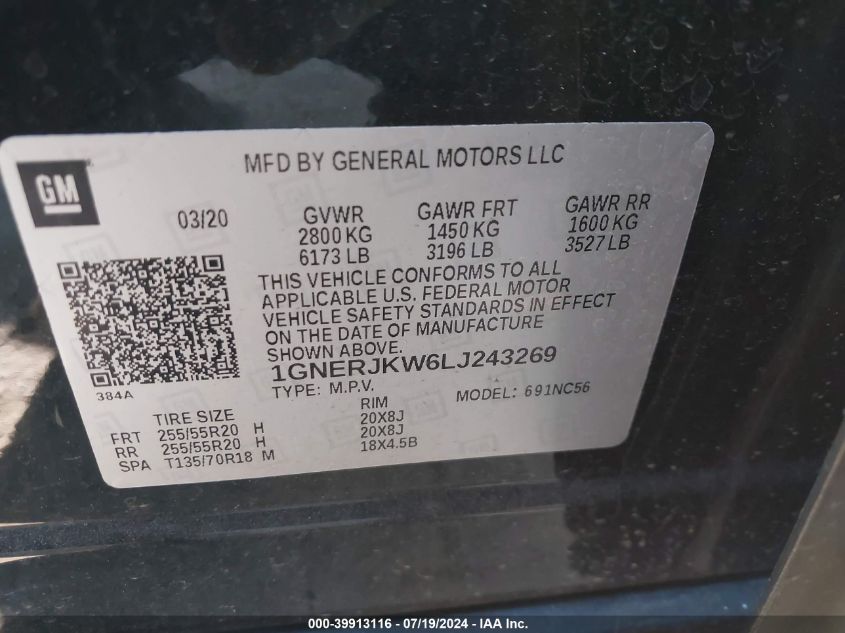 MFD BY GENERAL MOTORS LLC
GM
03/20 GVWR GAWR FRT GAWR RR
2800 KG 1450 KG 1600 KG
6173 LB 3196 LB 3527 LB
THIS VEHICLE CONFORMS TO ALL
APPLICABLE U.S. FEDERAL MOTOR
VEHICLE SAFETY STANDARDS IN EFFECT
ON THE DATE OF MANUFACTURE
SHOWN ABOVE.
1GNERJKW6LJ243269
384A
TYPE: M.P.V. MODEL: 691NC56
TIRE SIZE RIM
FRT 255/55R20 H 20X8J
RR 255/55R20 H 20X8J
SPA T135/70R18 M 18X4.5B
000-39913116 - 07/19/2024 - IAA Inc.